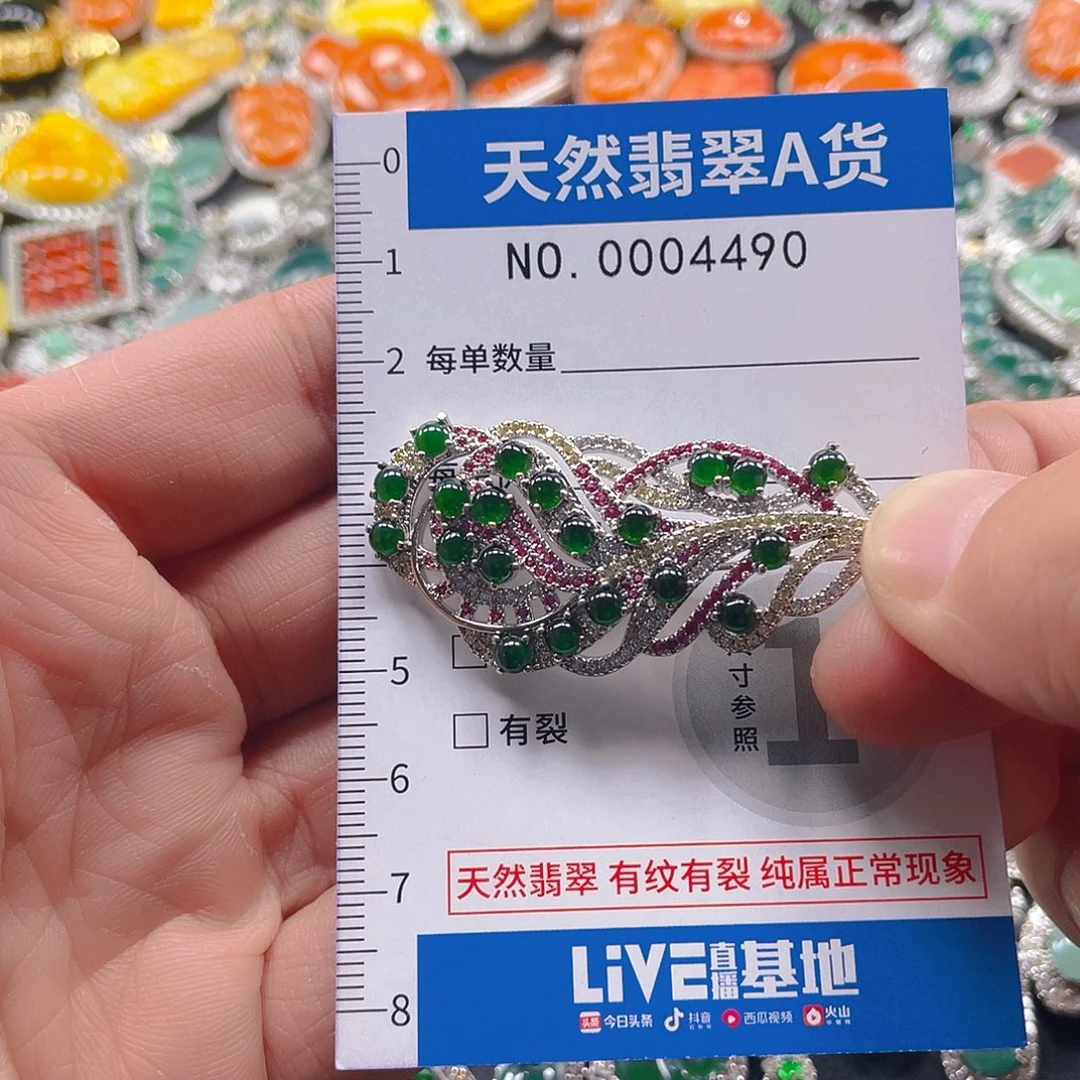 天然翡翠A货
0
NO. 0004490
1
2 每单数量
5
寸
参
照
1
有裂
6
天然翡翠 有纹有裂 纯属正常现象
7
LiVE直播基地
8
头条 今日头条 抖音 西瓜视频 火山